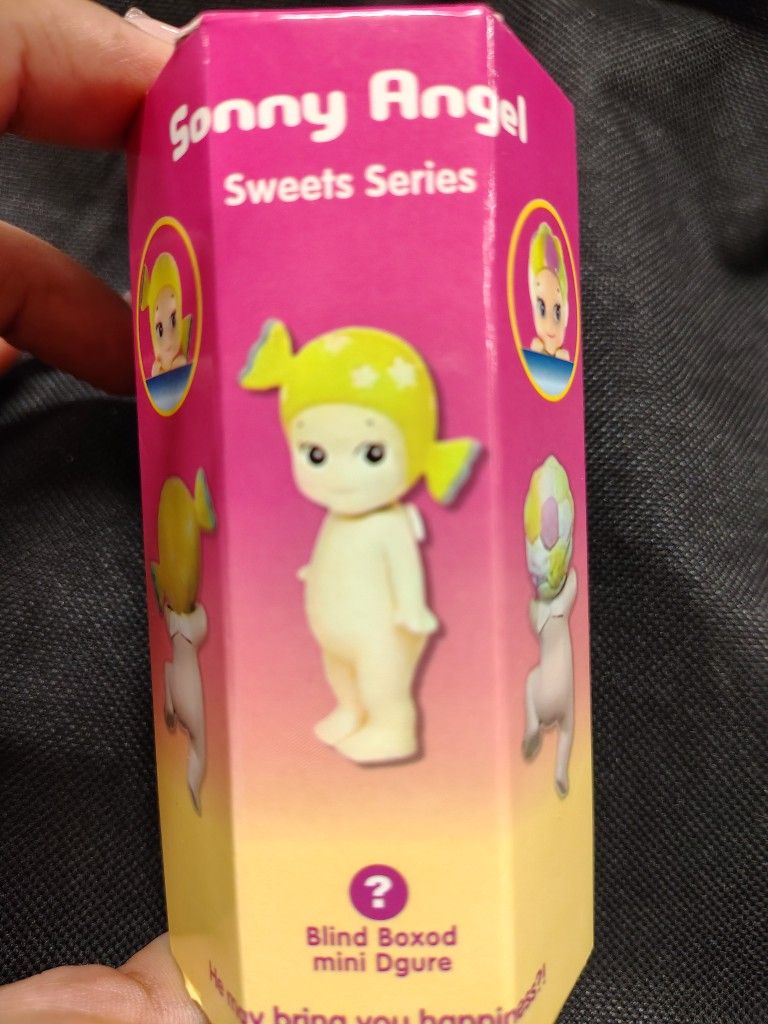 Sonny Angel
Sweets Series
?
Blind Boxod
mini Dgure
He may bring you happiness?!